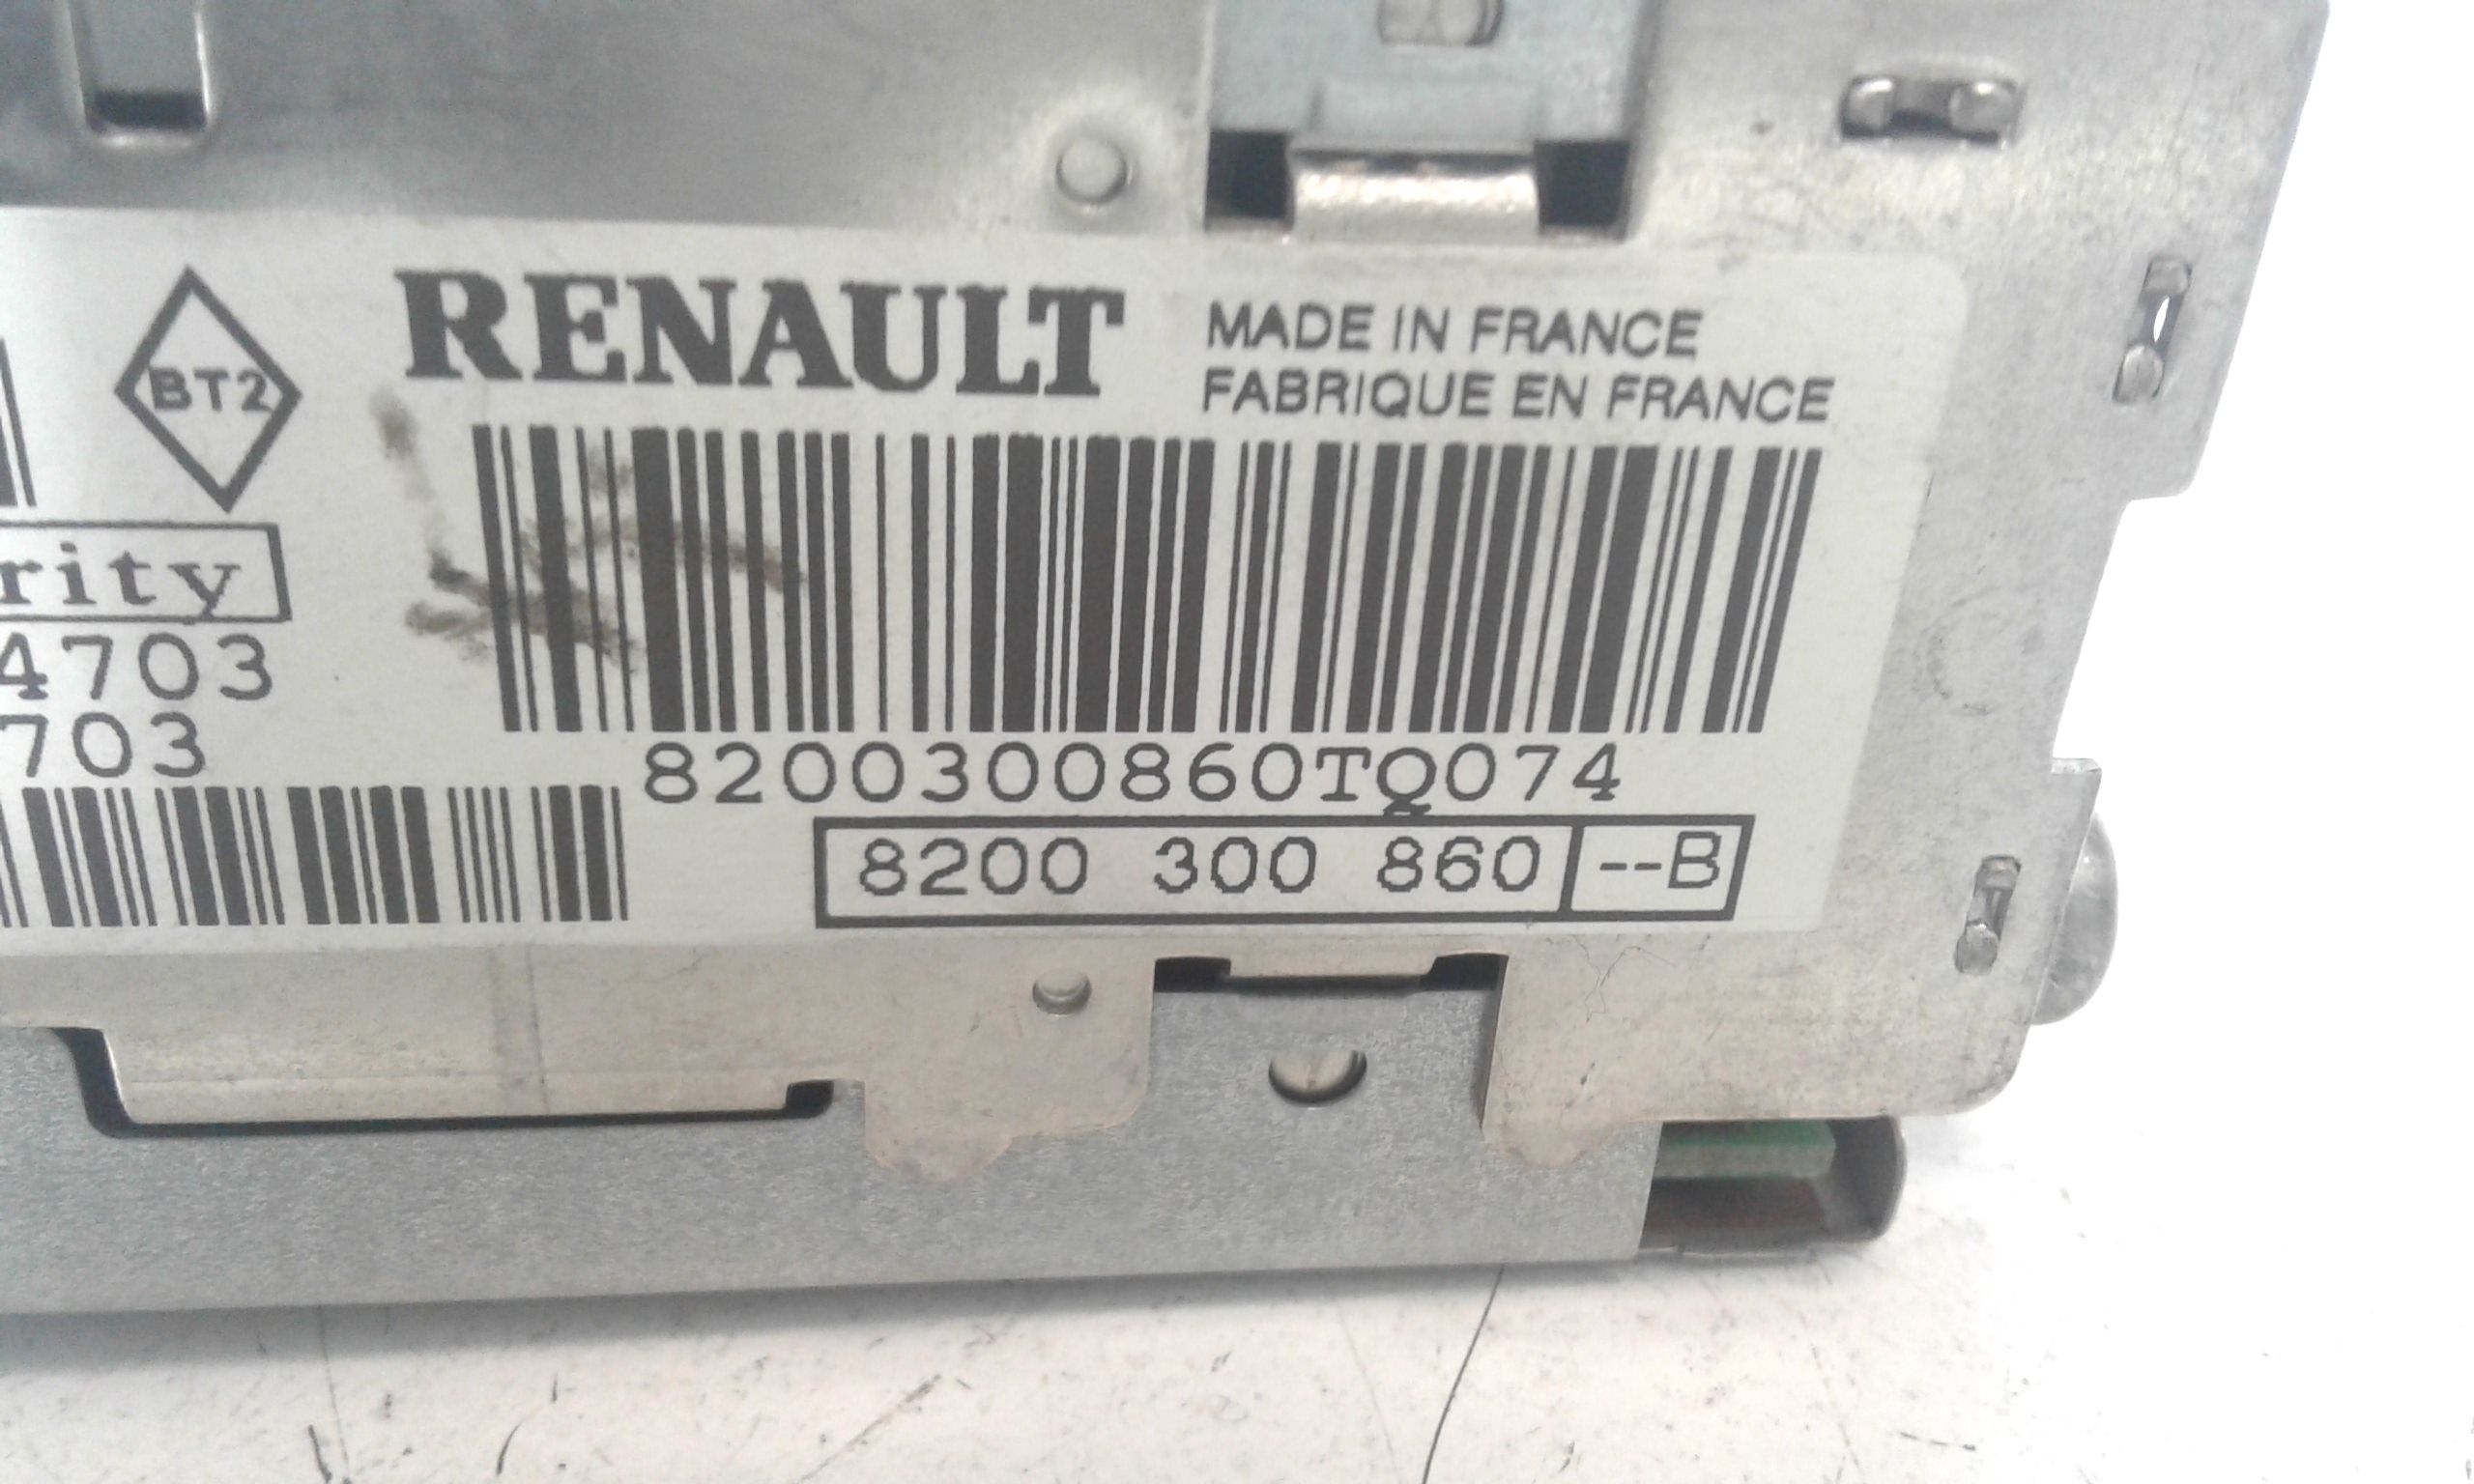 BT2
RENAULT
MADE IN FRANCE
FABRIQUE EN FRANCE
rity
4703
703
8200300860TQ074
8200 300 860 --B